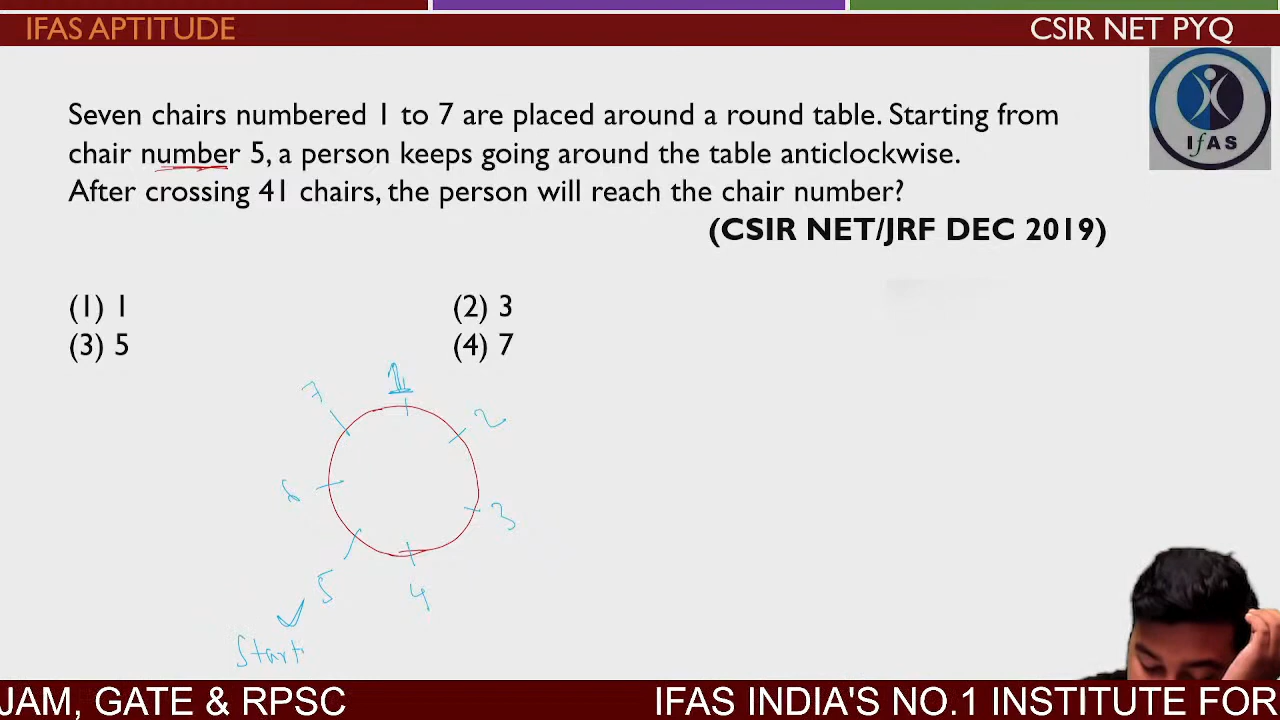 IFAS APTITUDE
CSIR NET PYQ
IfAS
Seven chairs numbered 1 to 7 are placed around a round table. Starting from
chair number 5, a person keeps going around the table anticlockwise.
After crossing 41 chairs, the person will reach the chair number?
(CSIR NET/JRF DEC 2019)
(1) 1
(2) 3
(3) 5
(4) 7
7
1
2
6
3
5
4
Start
JAM, GATE & RPSC
IFAS INDIA'S NO.1 INSTITUTE FOR